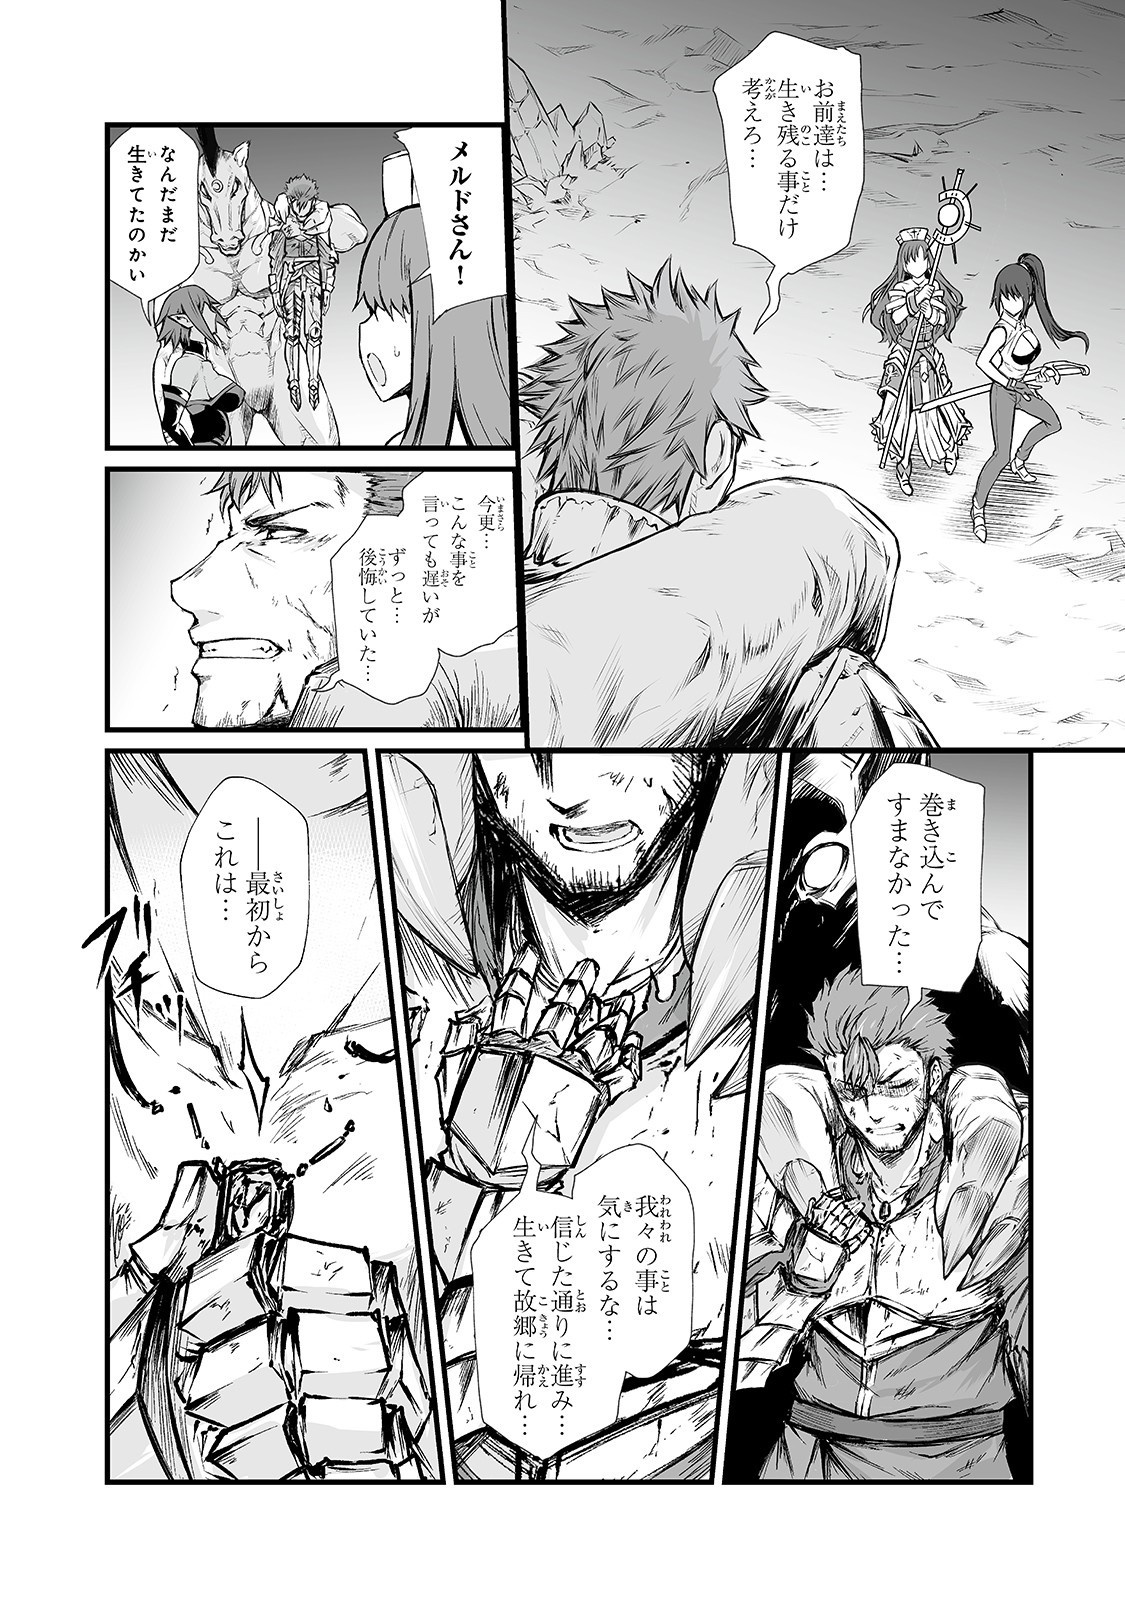 お前達は…
生き残る事だけ
考えろ…
メルドさん！
なんだまだ
生きてたのかい
今更…
こんな事を
言っても遅いが
ずっと…
後悔していた…
巻き込んで
すまなかった…
我々の事は
気にするな…
信じた通りに進み…
生きて故郷に帰れ…
──最初から
これは…
ブチッ